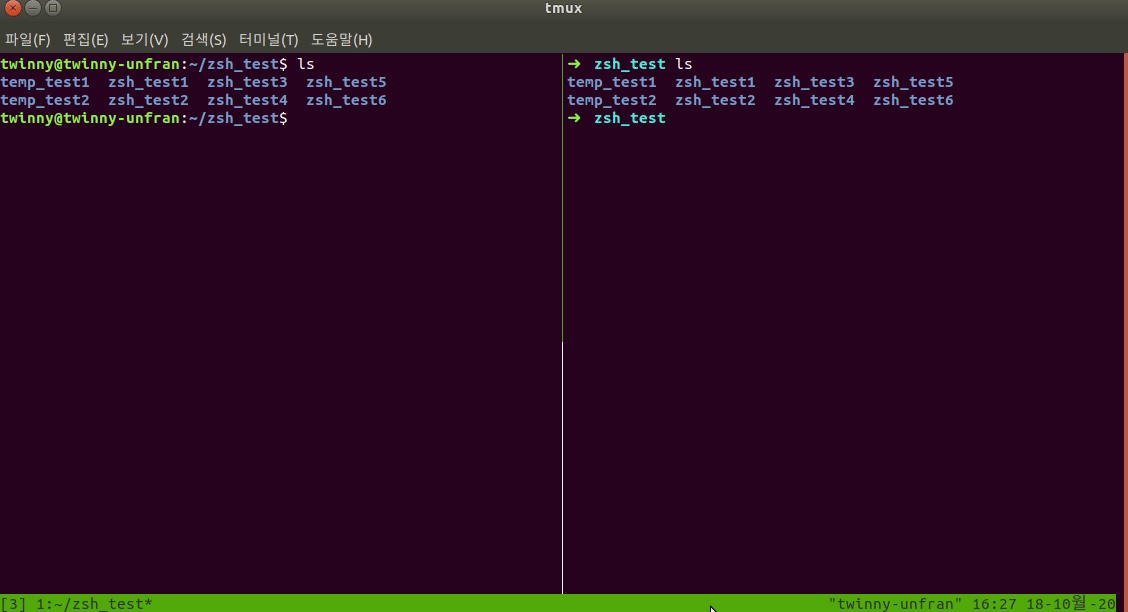 tmux
파일(F) 편집(E) 보기(V) 검색(S) 터미널(T) 도움말(H)
twinny@twinny-unfran:~/zsh_test$ ls
temp_test1 zsh_test1 zsh_test3 zsh_test5
temp_test2 zsh_test2 zsh_test4 zsh_test6
twinny@twinny-unfran:~/zsh_test$
➜ zsh_test ls
temp_test1 zsh_test1 zsh_test3 zsh_test5
temp_test2 zsh_test2 zsh_test4 zsh_test6
➜ zsh_test
[3] 1:~/zsh_test* "twinny-unfran" 16:27 18-10월-20